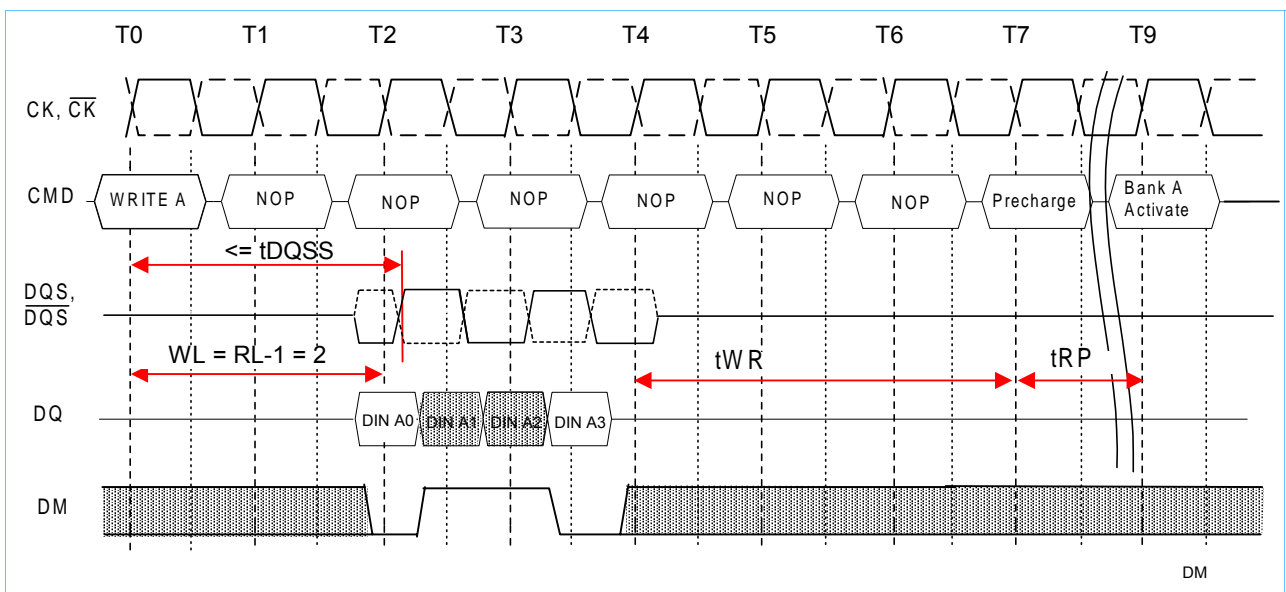 T0 T1 T2 T3 T4 T5 T6 T7 T9
CK, CK
CMD WRITE A NOP NOP NOP NOP NOP NOP Precharge Bank A
Activate
<= tDQSS
DQS,
DQS
WL = RL-1 = 2 tWR tRP
DQ DIN A0 DIN A1 DIN A2 DIN A3
DM
DM